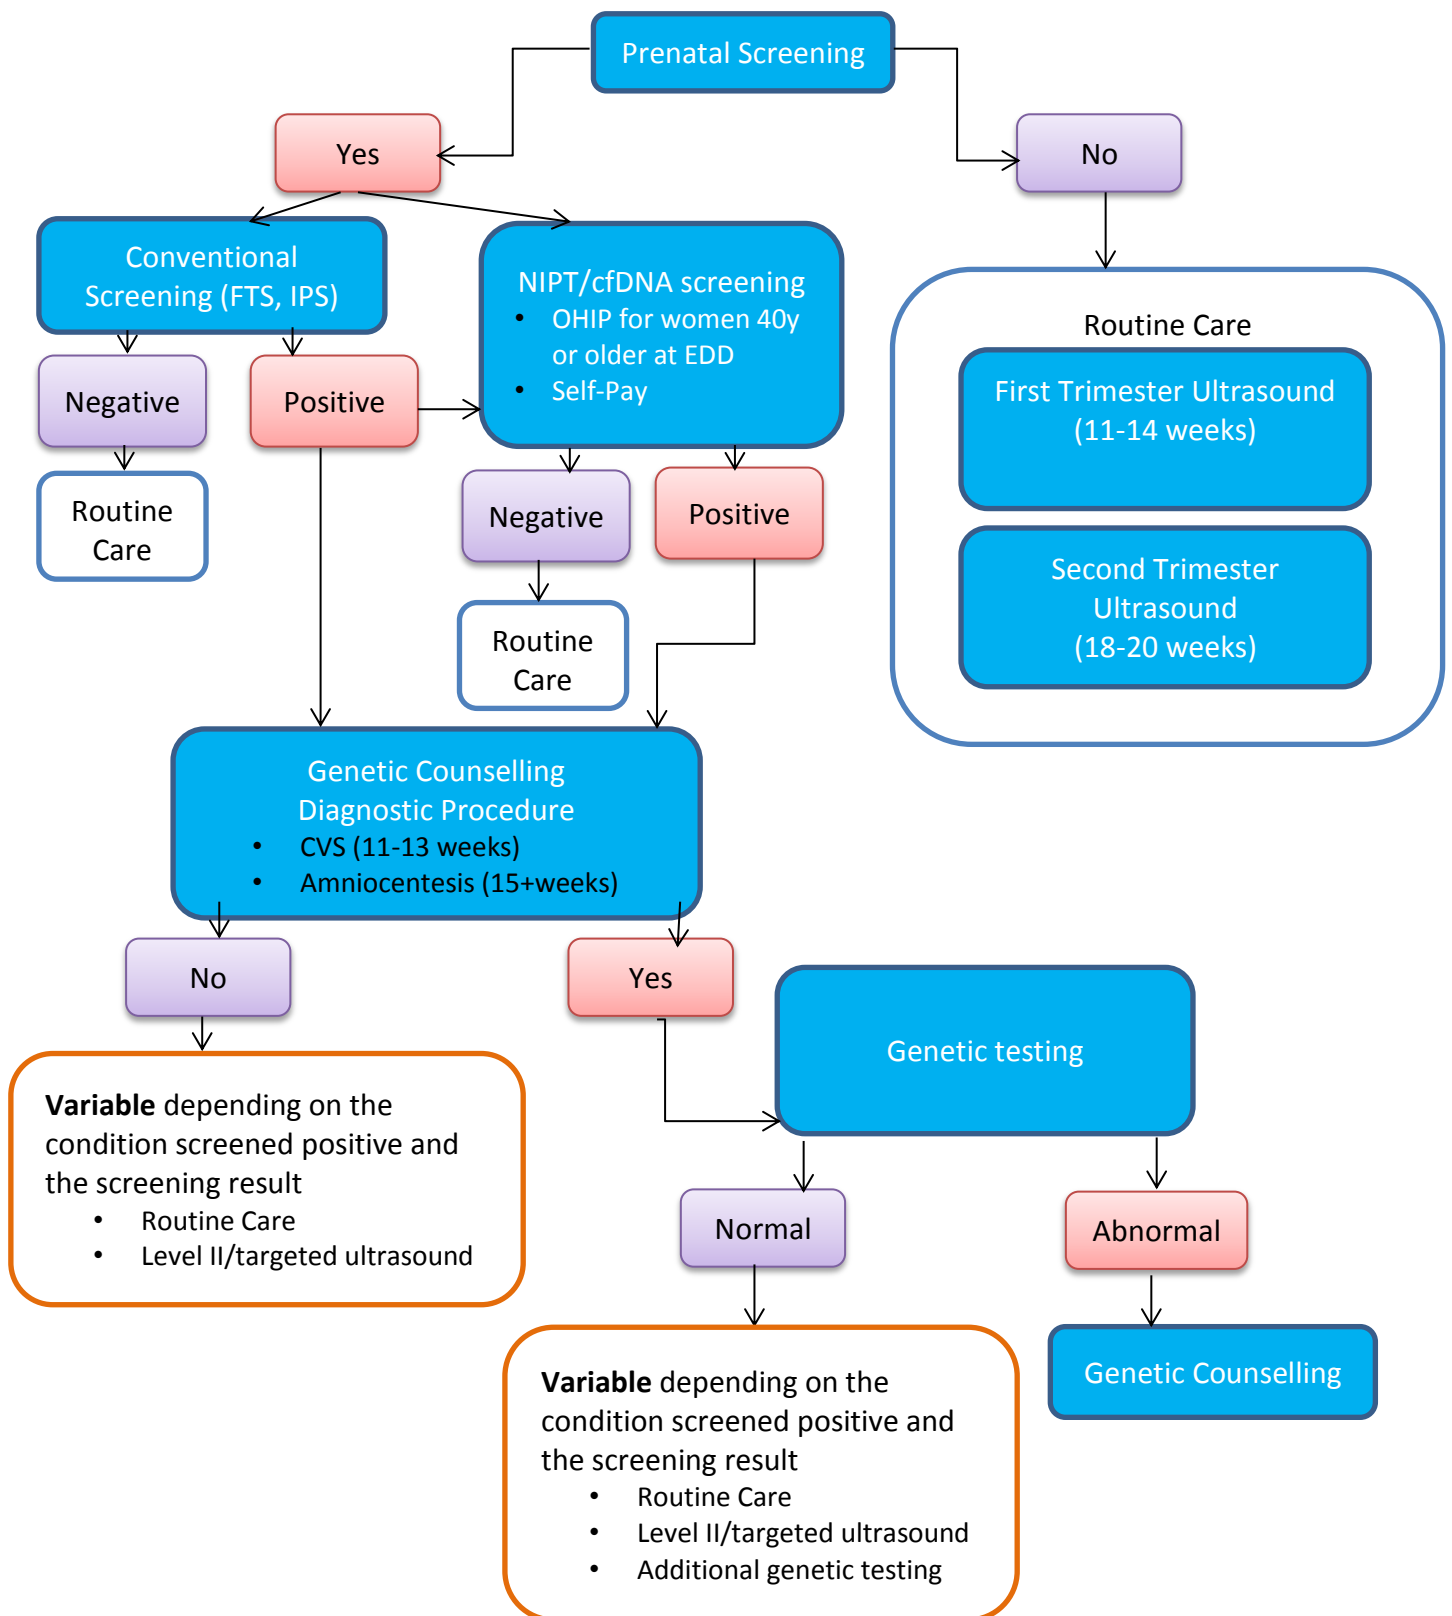 Prenatal Screening
Yes
No
Conventional
Screening (FTS, IPS)
NIPT/cfDNA screening
• OHIP for women 40y
or older at EDD
• Self-Pay
Routine Care
First Trimester Ultrasound
(11-14 weeks)
Second Trimester
Ultrasound
(18-20 weeks)
Negative
Positive
Routine
Care
Negative
Positive
Routine
Care
Genetic Counselling
Diagnostic Procedure
• CVS (11-13 weeks)
• Amniocentesis (15+weeks)
No
Yes
Genetic testing
Variable depending on the
condition screened positive and
the screening result
• Routine Care
• Level II/targeted ultrasound
Normal
Abnormal
Variable depending on the
condition screened positive and
the screening result
• Routine Care
• Level II/targeted ultrasound
• Additional genetic testing
Genetic Counselling